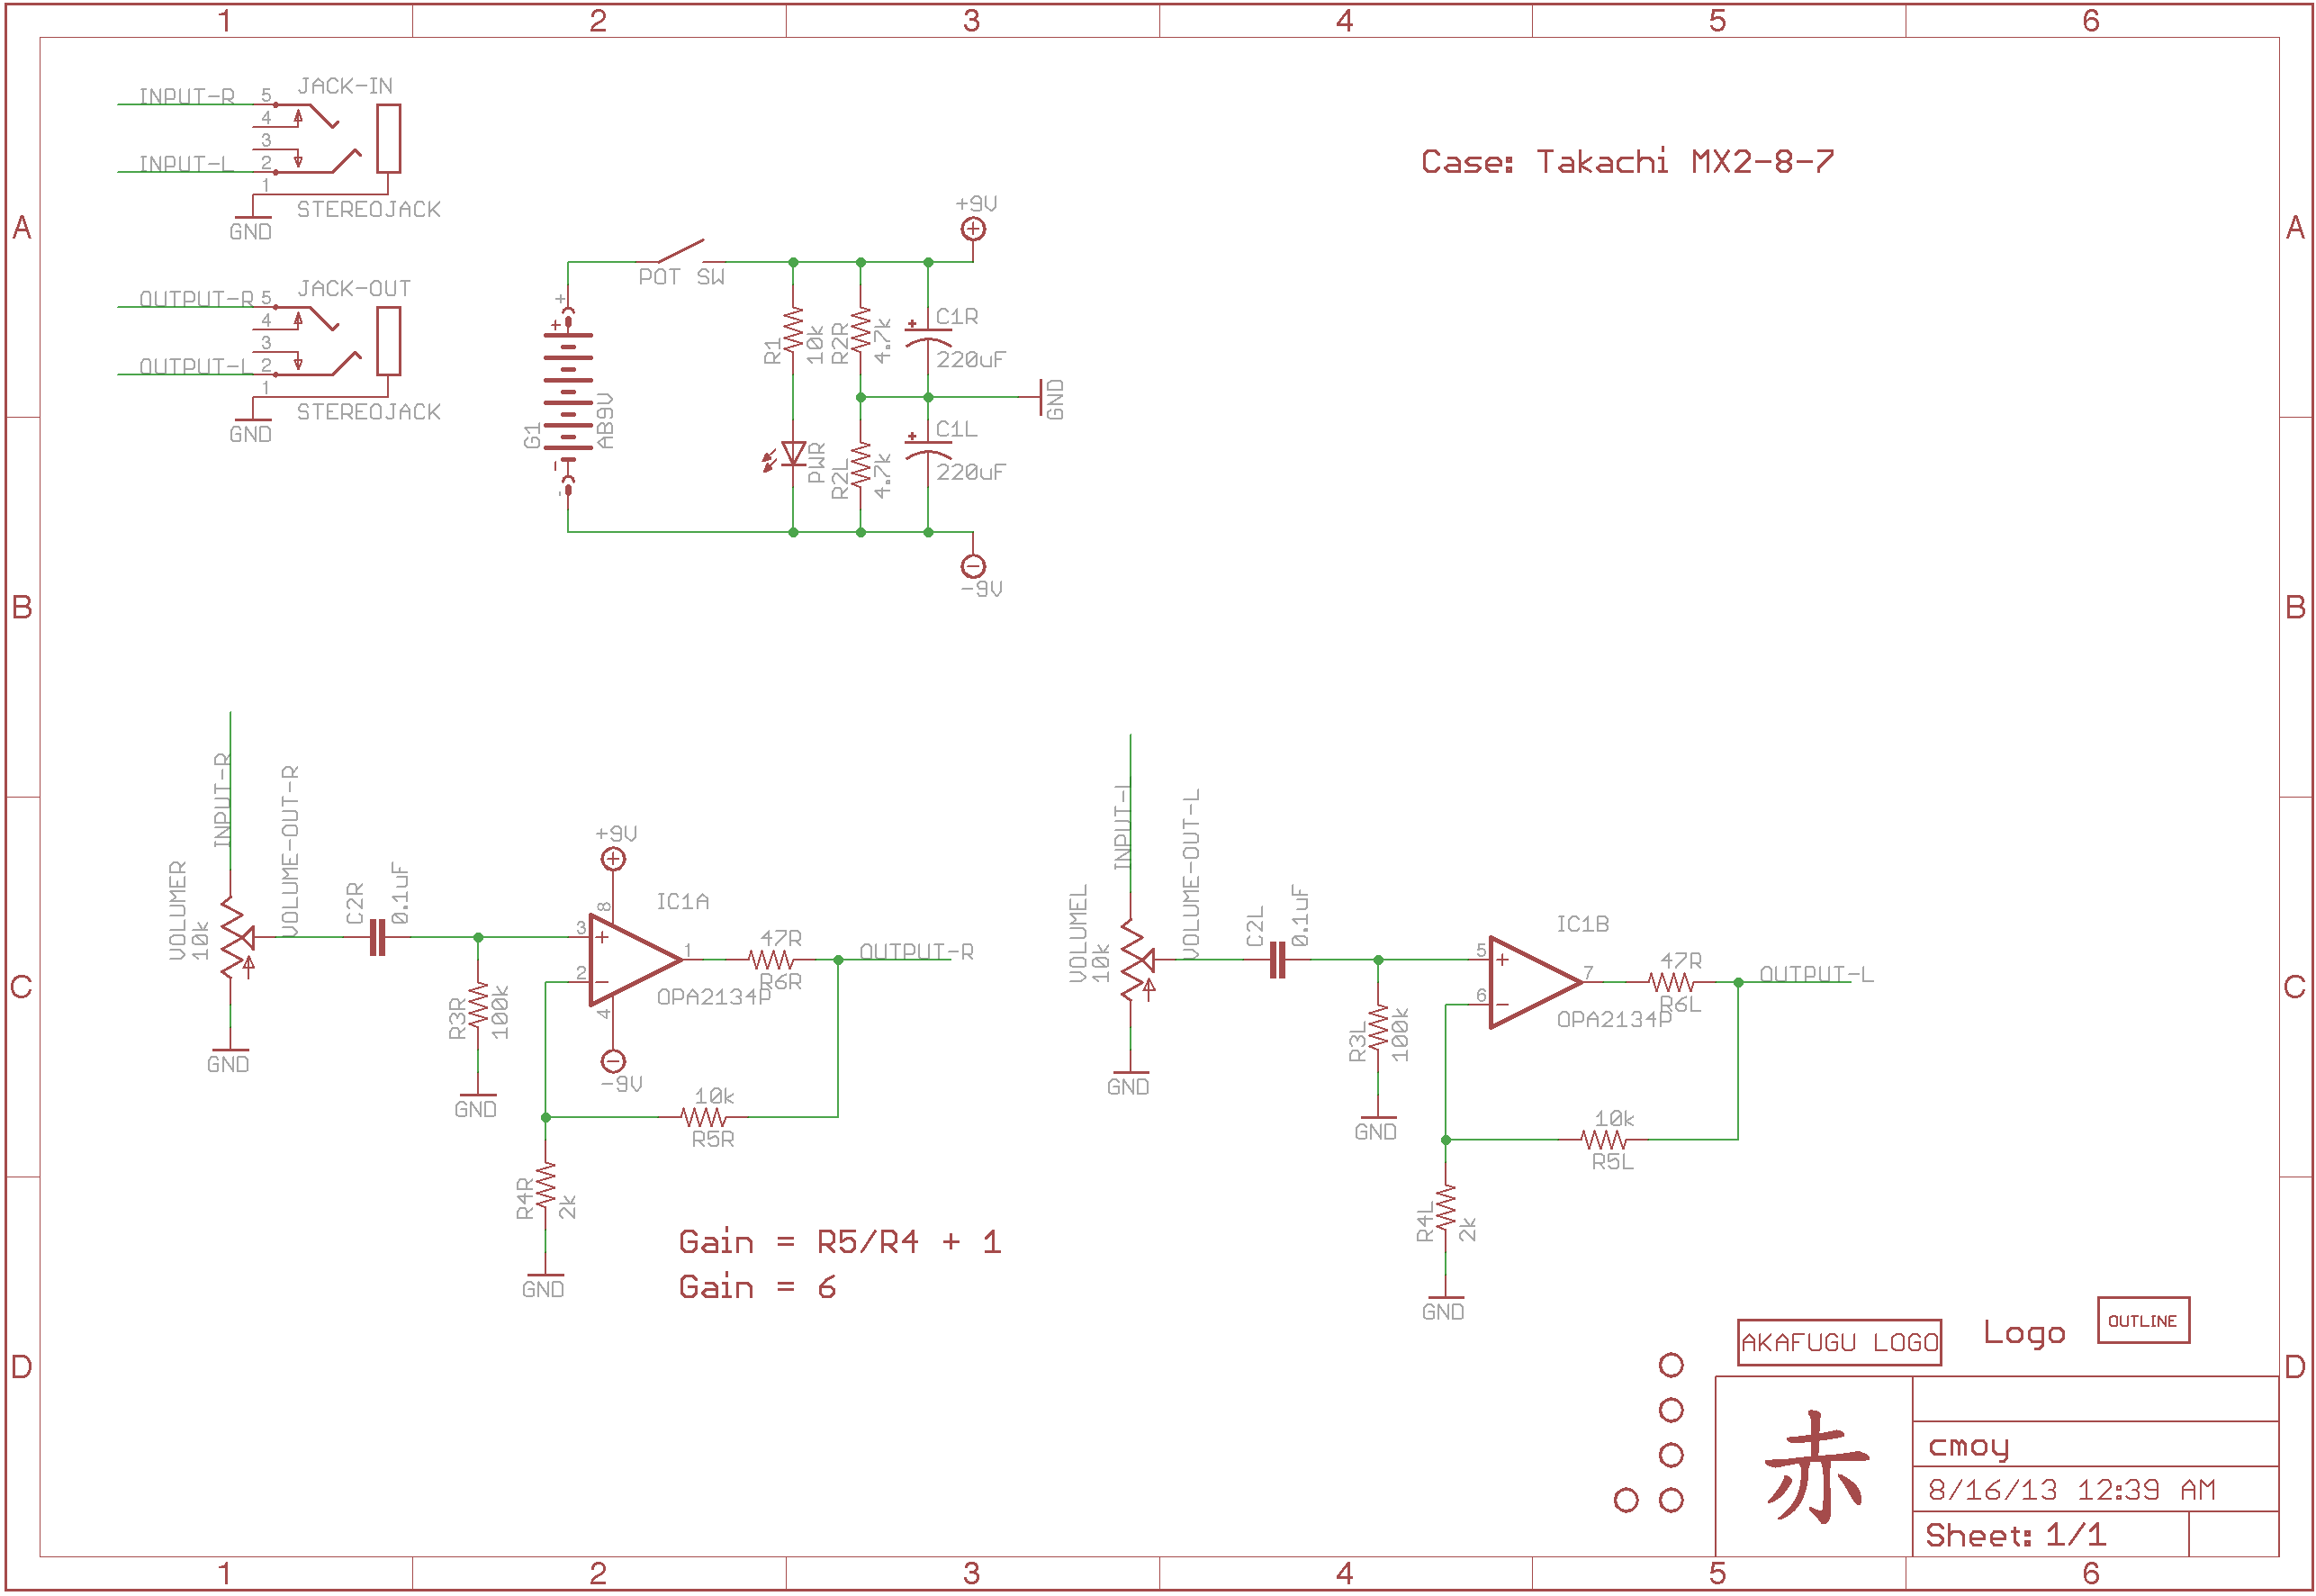 1 2 3 4 5 6
A
B
C
D
A
B
C
D
1 2 3 4 5 6
JACK-IN
INPUT-R 5
4
3
INPUT-L 2
1
STEREOJACK
GND
JACK-OUT
OUTPUT-R 5
4
3
OUTPUT-L 2
1
STEREOJACK
GND
Case: Takachi MX2-8-7
+9V
POT SW
+
+
G1
AB9V
-
-
R1
10k
PWR
R2R
4.7k
R2L
4.7k
+
C1R
220uF
+
C1L
220uF
GND
-9V
INPUT-R
VOLUMER
10k
VOLUME-OUT-R
GND
C2R
0.1uF
R3R
100k
GND
+9V
8
IC1A
3
+
2
-
1
4
OPA2134P
-9V
47R
R6R
OUTPUT-R
10k
R5R
R4R
2k
GND
Gain = R5/R4 + 1
Gain = 6
INPUT-L
VOLUMEL
10k
VOLUME-OUT-L
GND
C2L
0.1uF
R3L
100k
GND
IC1B
5
+
6
-
7
OPA2134P
47R
R6L
OUTPUT-L
10k
R5L
R4L
2k
GND
AKAFUGU LOGO
Logo
OUTLINE
赤
cmoy
8/16/13 12:39 AM
Sheet: 1/1